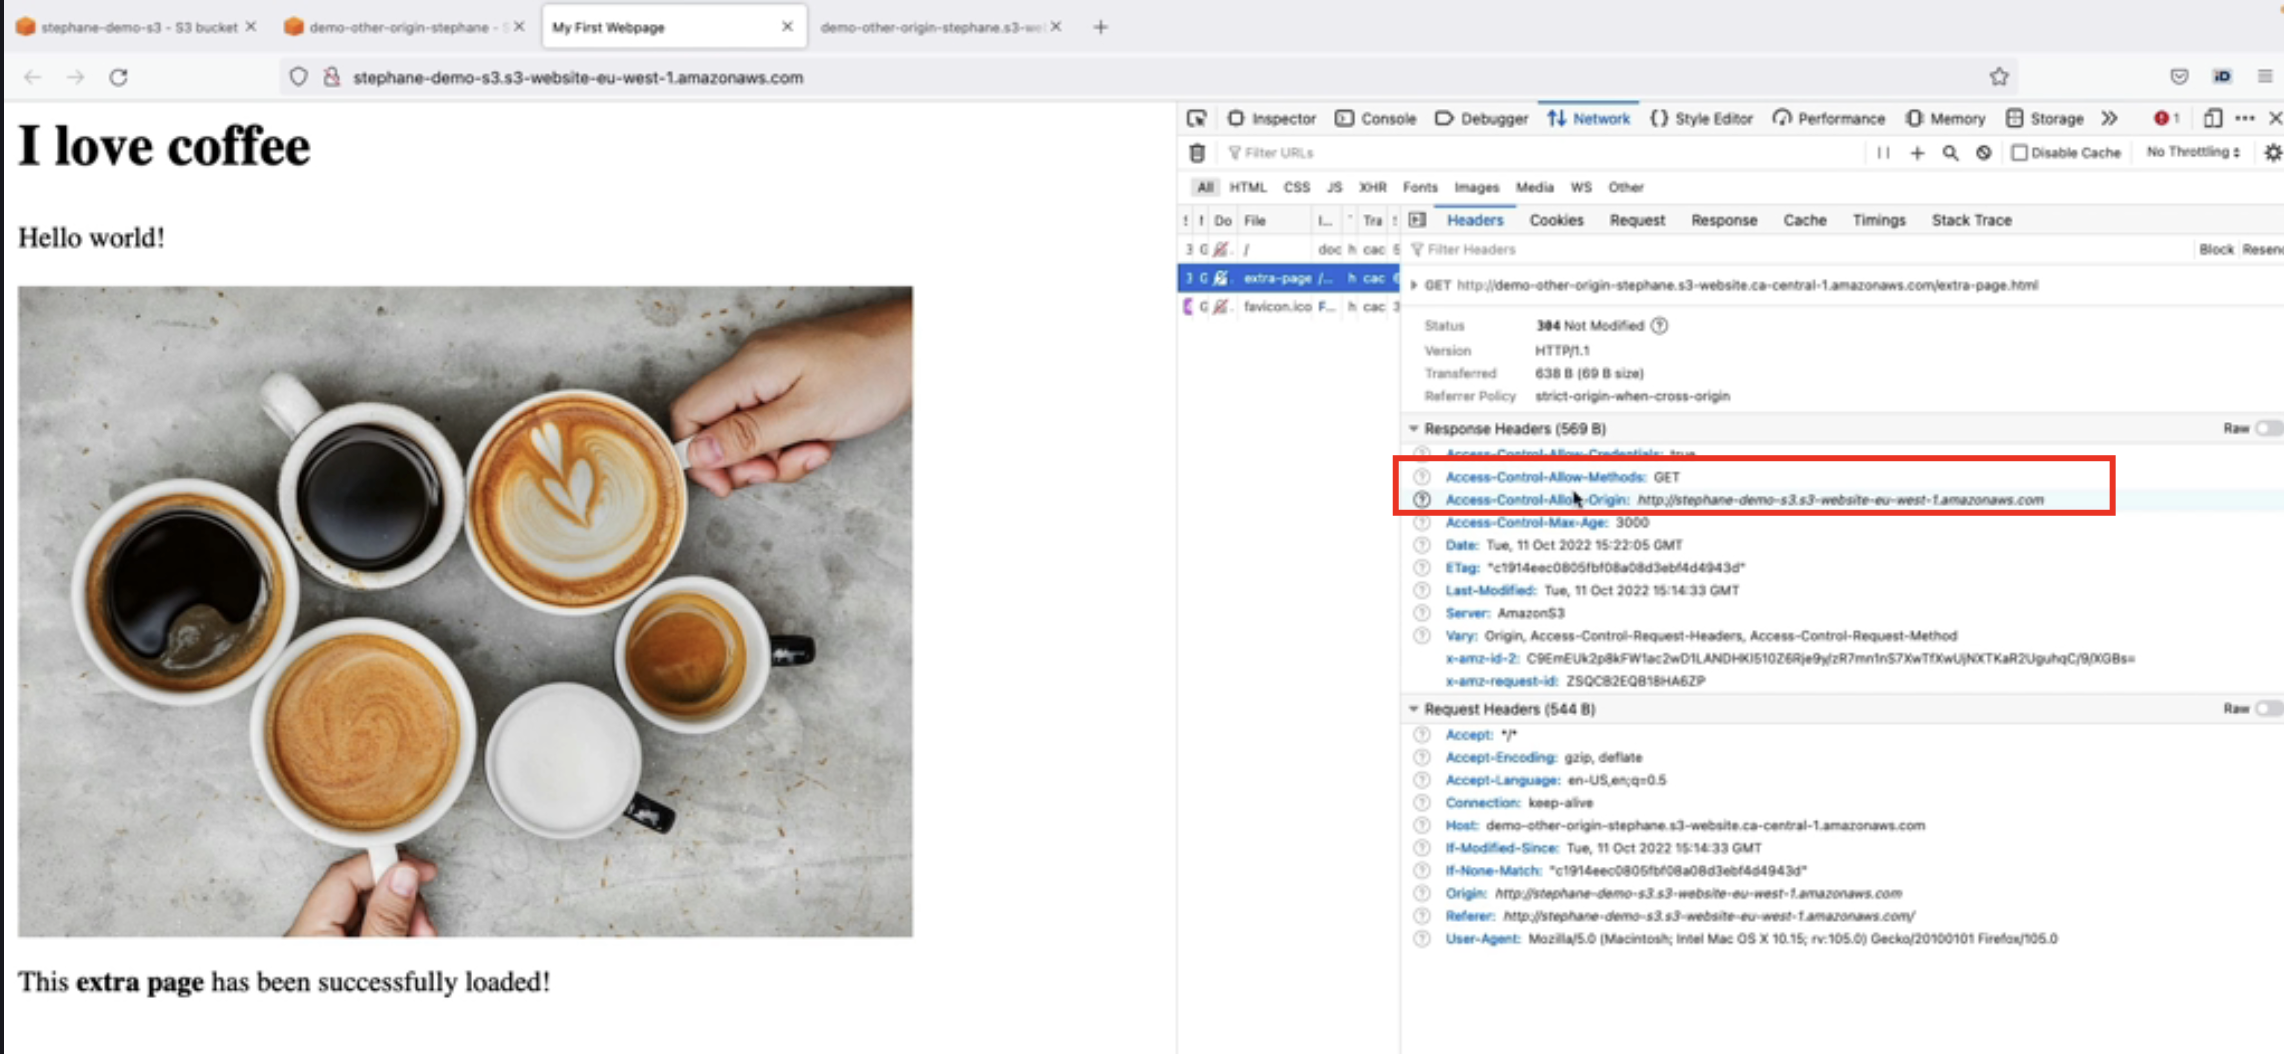 stephane-demo-s3 - S3 bucket
demo-other-origin-stephane - S
My First Webpage
demo-other-origin-stephane.s3-we
stephane-demo-s3.s3-website-eu-west-1.amazonaws.com
iD
I love coffee
Hello world!
This extra page has been successfully loaded!
Inspector Console Debugger Network {} Style Editor Performance Memory Storage 1
Filter URLs
Disable Cache No Throttling
All HTML CSS JS XHR Fonts Images Media WS Other
Do File I... Tra
3 G / doc h cac
3 G extra-page /... h cac
G favicon.ico F... h cac 3
Headers Cookies Request Response Cache Timings Stack Trace
Filter Headers Block Resen
GET http://demo-other-origin-stephane.s3-website.ca-central-1.amazonaws.com/extra-page.html
Status 304 Not Modified
Version HTTP/1.1
Transferred 638 B (69 B size)
Referrer Policy strict-origin-when-cross-origin
Response Headers (569 B) Raw
Access-Control-Allow-Credentials: true
Access-Control-Allow-Methods: GET
Access-Control-Allow-Origin: http://stephane-demo-s3.s3-website-eu-west-1.amazonaws.com
Access-Control-Max-Age: 3000
Date: Tue, 11 Oct 2022 15:22:05 GMT
ETag: "c1914eec0805fbf08a08d3ebf4d4943d"
Last-Modified: Tue, 11 Oct 2022 15:14:33 GMT
Server: AmazonS3
Vary: Origin, Access-Control-Request-Headers, Access-Control-Request-Method
x-amz-id-2:
x-amz-request-id: ZSQCB2EQB18HA6ZP
Request Headers (544 B) Raw
Accept: */*
Accept-Encoding: gzip, deflate
Accept-Language: en-US,en;q=0.5
Connection: keep-alive
Host: demo-other-origin-stephane.s3-website.ca-central-1.amazonaws.com
If-Modified-Since: Tue, 11 Oct 2022 15:14:33 GMT
If-None-Match: "c1914eec0805fbf08a08d3ebf4d4943d"
Origin: http://stephane-demo-s3.s3-website-eu-west-1.amazonaws.com
Referer: http://stephane-demo-s3.s3-website-eu-west-1.amazonaws.com/
User-Agent: Mozilla/5.0 (Macintosh; Intel Mac OS X 10.15; rv:105.0) Gecko/20100101 Firefox/105.0